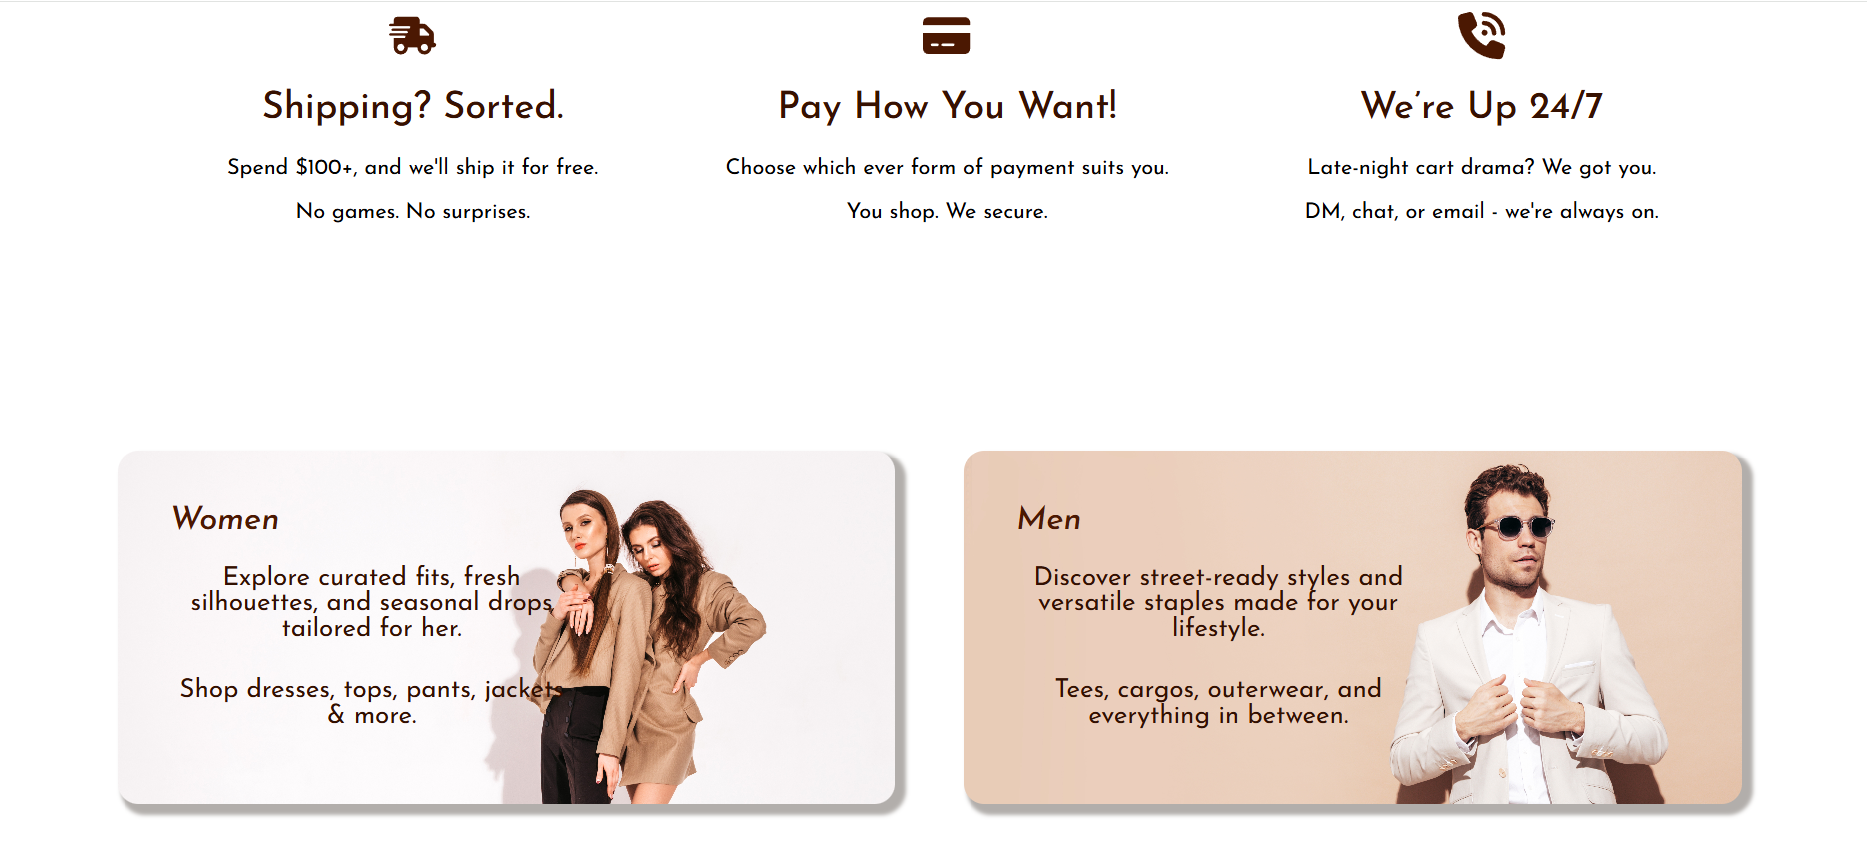 Shipping? Sorted.
Spend $100+, and we'll ship it for free.
No games. No surprises.
Pay How You Want!
Choose which ever form of payment suits you.
You shop. We secure.
We’re Up 24/7
Late-night cart drama? We got you.
DM, chat, or email - we're always on.
Women
Explore curated fits, fresh
silhouettes, and seasonal drops
tailored for her.
Shop dresses, tops, pants, jackets
& more.
Men
Discover street-ready styles and
versatile staples made for your
lifestyle.
Tees, cargos, outerwear, and
everything in between.